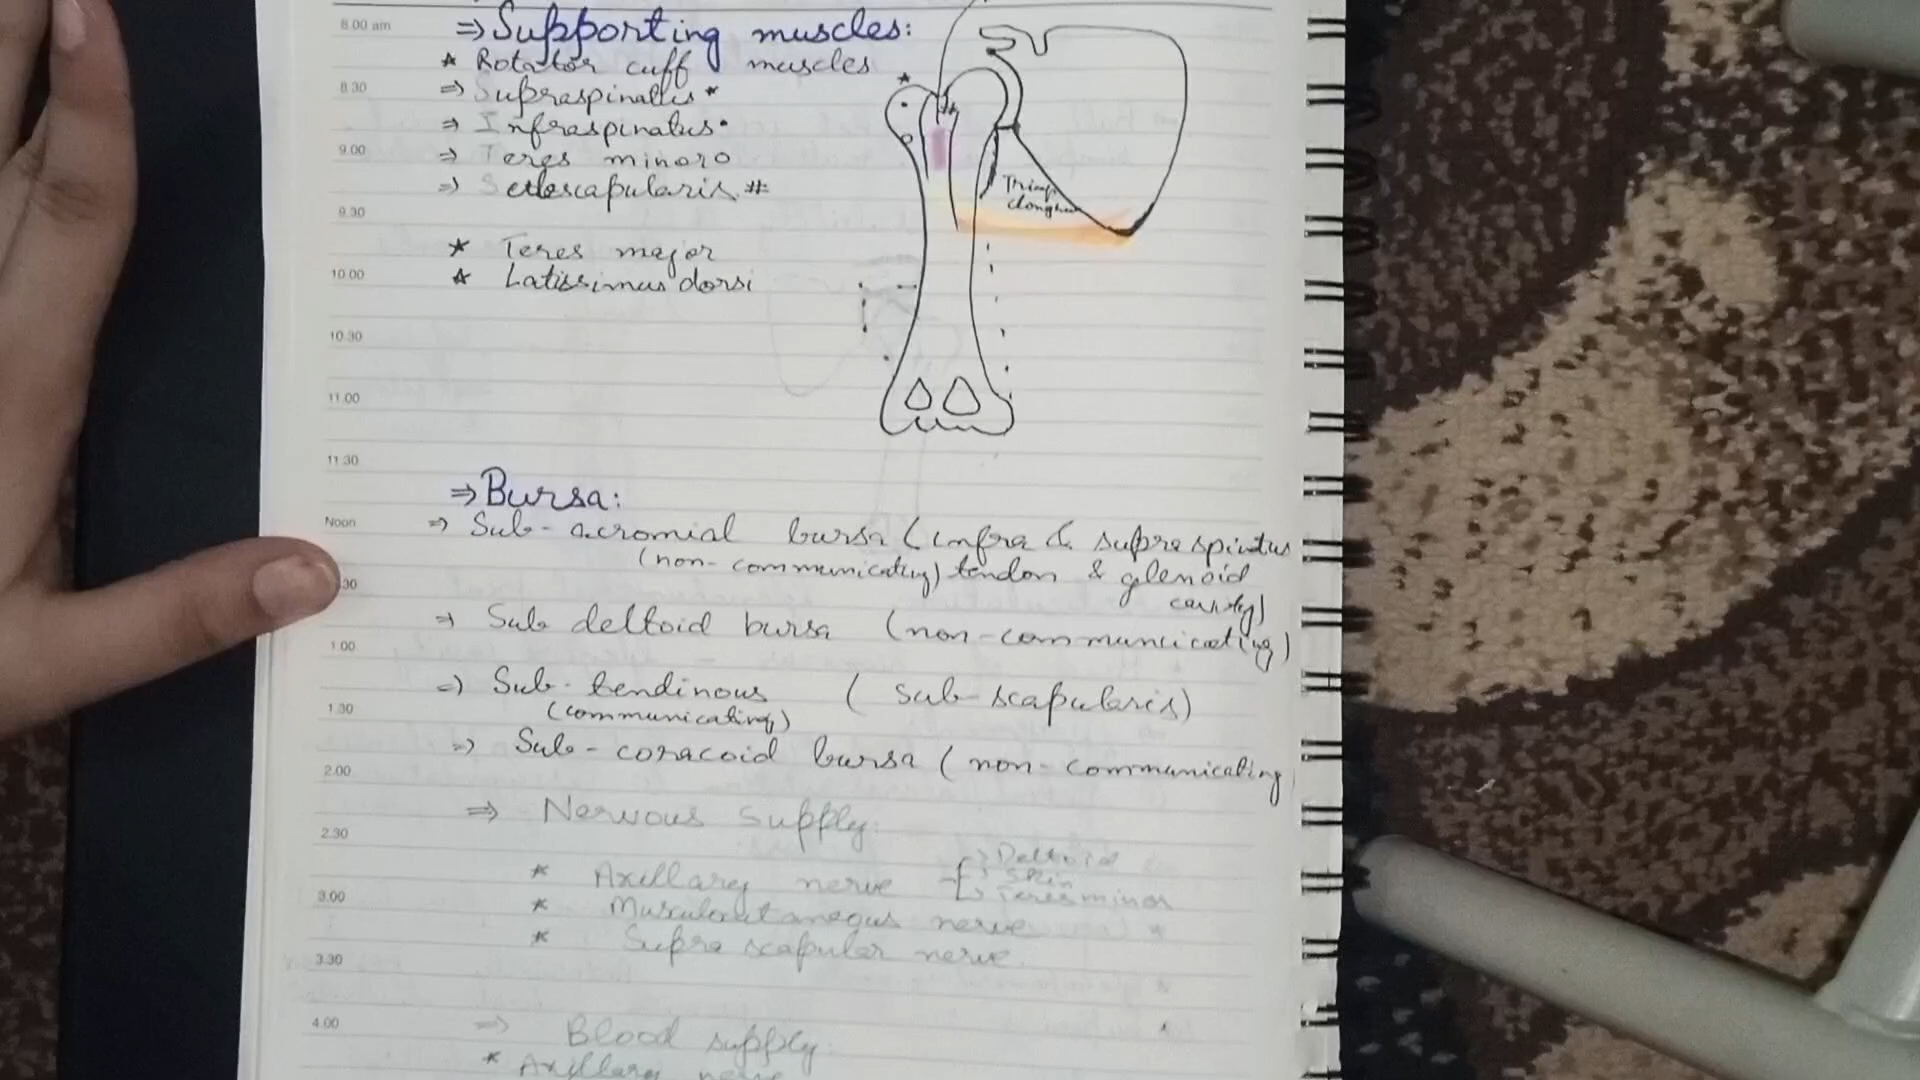 8.00 am
⇒ Supporting muscles:
* Rotator cuff muscles
8.30
⇒ Supraspinatus *
⇒ Infraspinatus •
9.00
⇒ Teres minor o
⇒ scapularis #
9.30
* Teres major
10.00
* Latissimus dorsi
10.30
11.00
11.30
⇒ Bursa:
Noon
⇒ Sub-acromial bursa (infra &
(non-communicating) tendon & glenoid
cavity)
30
⇒ Sub deltoid bursa (non-communicating)
1.00
⇒ Sub-tendinous (sub-scapularis)
(communicating)
1.30
⇒ Sub-coracoid bursa (non-communicating
2.00
⇒ Nervous Supply:
2.30
* Axillary nerve → Deltoid
→ Skin
→ Teres minor
3.00
* nerve
* Supra scapular nerve
3.30
4.00
⇒ Blood supply:
* Axillary